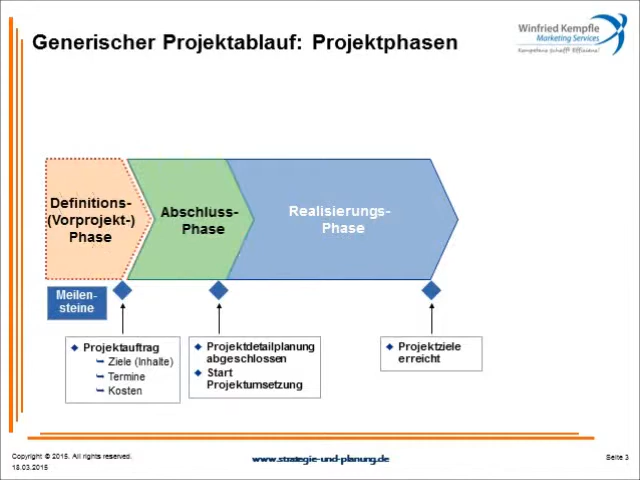 Generischer Projektablauf: Projektphasen
Winfried Kempfle
Marketing Services
Kompetenz schafft Effizienz!
Definitions-
(Vorprojekt-)
Phase
Abschluss-
Phase
Realisierungs-
Phase
Meilen-
steine
Projektauftrag
Ziele (Inhalte)
Termine
Kosten
Projektdetailplanung
abgeschlossen
Start
Projektumsetzung
Projektziele
erreicht
Copyright © 2015. All rights reserved.
18.03.2015
www.strategie-und-planung.de
Seite 3